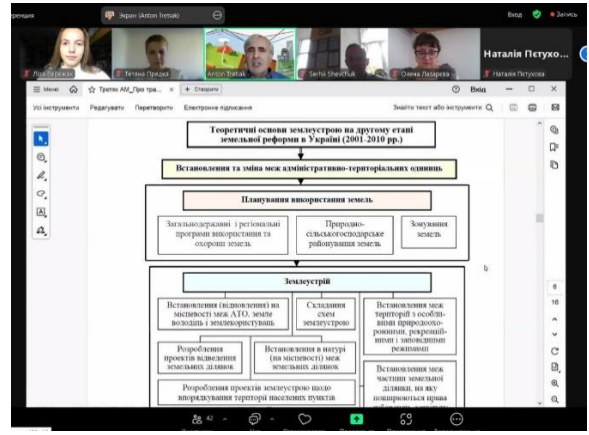 Экран (Anton Tretiak)
Вход
Запись
Тетяна Прядка
Anton Tretiak
Serhii Shevchuk
Олена Лазарєва
Наталія Пєтухо...
Наталія Пєтухова
Меню
Третяк АМ_Про тра...
+ Створити
Вхід
Усі інструменти
Редагувати
Перетворити
Електронне підписання
Знайти текст або інструменти
Теоретичні основи землеустрою на другому етапі
земельної реформи в Україні (2001-2010 рр.)
Встановлення та зміна меж адміністративно-територіальних одиниць
Планування використання земель
Загальнодержавні і регіональні
програми використання та
охорони земель
Природно-
сільськогосподарське
районування земель
Зонування
земель
Землеустрій
Встановлення (відновлення) на
місцевості меж АТО, земле
володінь і землекористувань
Складання
схем
землеустрою
Встановлення меж
територій з особли-
вими природоохо-
ронними, рекреацій-
ними і заповідними
режимами
Розроблення
проектів відведення
земельних ділянок
Встановлення в натурі
(на місцевості) меж
земельних ділянок
Встановлення меж
частини земельної
ділянки, на яку
поширюються права
Розроблення проектів землеустрою щодо
впорядкування території населених пунктів
6
16
42